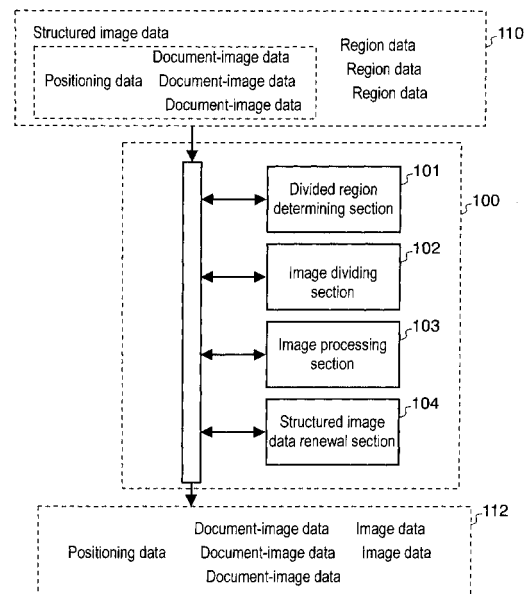 Structured image data
Document-image data
Positioning data Document-image data
Document-image data
Region data
Region data
Region data
110
101
Divided region
determining section
100
102
Image dividing
section
103
Image processing
section
104
Structured image
data renewal section
112
Document-image data Image data
Positioning data Document-image data Image data
Document-image data